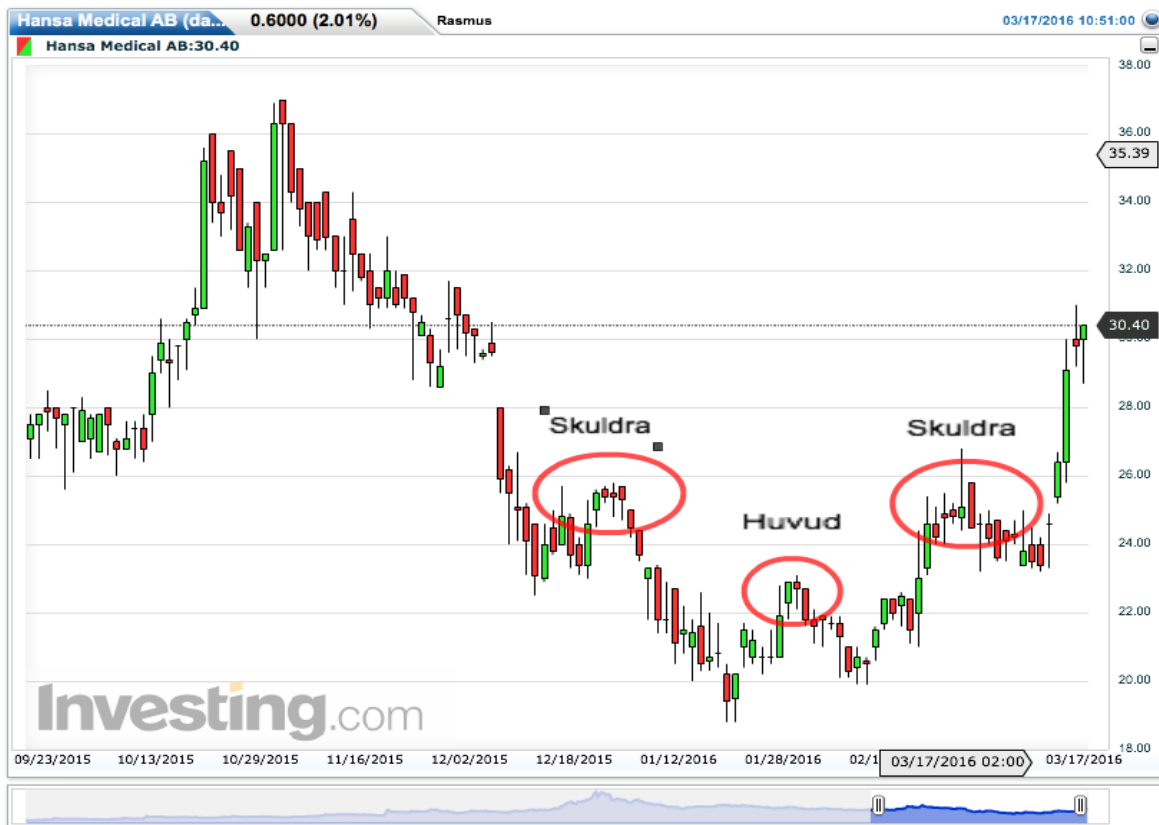 Hansa Medical AB (da... 0.6000 (2.01%) Rasmus 03/17/2016 10:51:00
Hansa Medical AB:30.40
38.00
36.00
35.39
34.00
32.00
30.40
30.00
28.00
Skuldra
Skuldra
26.00
Huvud
24.00
22.00
20.00
Investing.com
18.00
09/23/2015 10/13/2015 10/29/2015 11/16/2015 12/02/2015 12/18/2015 01/12/2016 01/28/2016 02/1 03/17/2016 02:00 03/17/2016